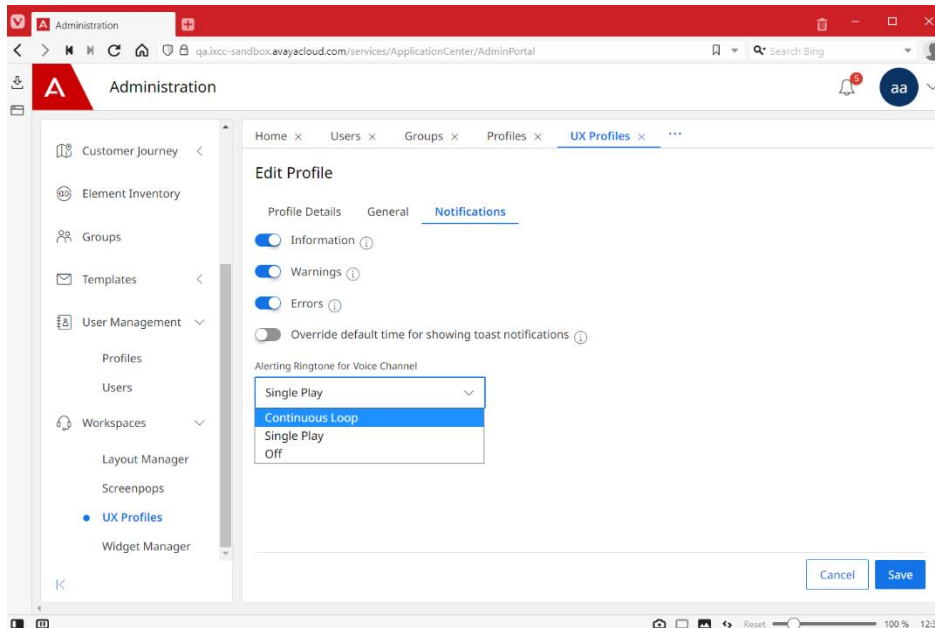 Administration
qa.ixcc-sandbox.avayacloud.com/services/ApplicationCenter/AdminPortal
Search Bing
Administration
5
aa
Customer Journey
Element Inventory
Groups
Templates
User Management
Profiles
Users
Workspaces
Layout Manager
Screenpops
UX Profiles
Widget Manager
Home × Users × Groups × Profiles × UX Profiles × ...
Edit Profile
Profile Details General Notifications
Information
Warnings
Errors
Override default time for showing toast notifications
Alerting Ringtone for Voice Channel
Single Play
Continuous Loop
Single Play
Off
Cancel Save
Reset 100 %